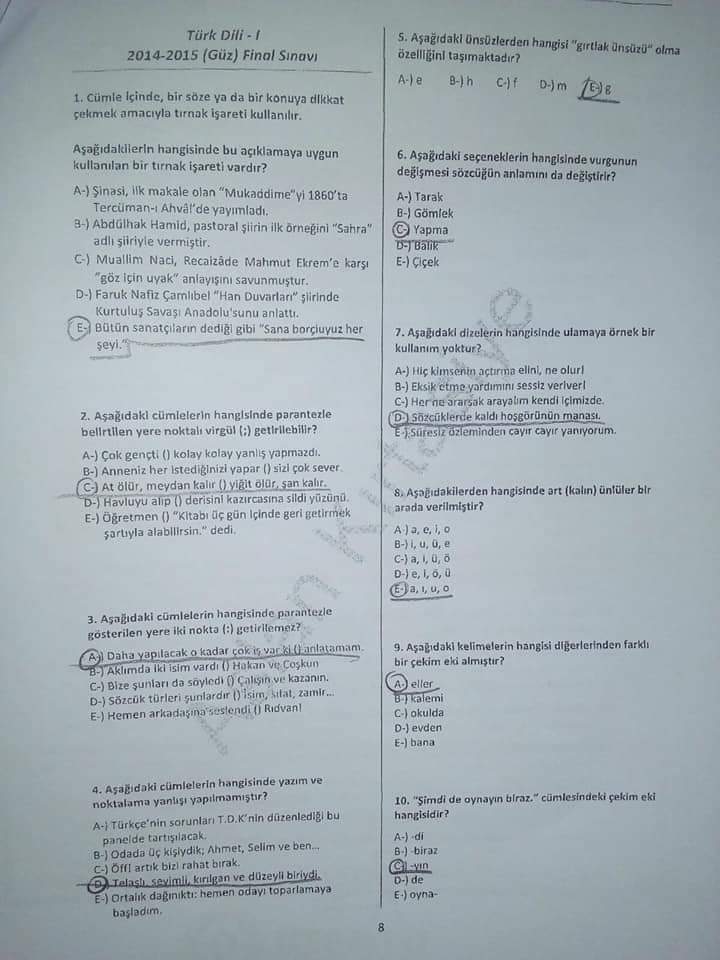 Türk Dili - I
2014-2015 (Güz) Final Sınavı
1. Cümle içinde, bir söze ya da bir konuya dikkat
çekmek amacıyla tırnak işareti kullanılır.
Aşağıdakilerin hangisinde bu açıklamaya uygun
kullanılan bir tırnak işareti vardır?
A-) Şinasi, ilk makale olan "Mukaddime"yi 1860'ta
Tercüman-ı Ahvâl'de yayımladı.
B-) Abdülhak Hamid, pastoral şiirin ilk örneğini "Sahra"
adlı şiiriyle vermiştir.
C-) Muallim Naci, Recaizâde Mahmut Ekrem'e karşı
"göz için uyak" anlayışını savunmuştur.
D-) Faruk Nafiz Çamlıbel "Han Duvarları" şiirinde
Kurtuluş Savaşı Anadolu'sunu anlattı.
E-) Bütün sanatçıların dediği gibi "Sana borçluyuz her
şeyi."
2. Aşağıdaki cümlelerin hangisinde parantezle
belirtilen yere noktalı virgül (;) getirilebilir?
A-) Çok gençti () kolay kolay yanlış yapmazdı.
B-) Anneniz her istediğinizi yapar () sizi çok sever.
C-) At ölür, meydan kalır () yiğit ölür, şan kalır.
D-) Havluyu alıp () derisini kazırcasına sildi yüzünü.
E-) Öğretmen () "Kitabı üç gün içinde geri getirmek
şartıyla alabilirsin." dedi.
3. Aşağıdaki cümlelerin hangisinde parantezle
gösterilen yere iki nokta (:) getirilemez?
A-) Daha yapılacak o kadar çok iş var ki () anlatamam.
B-) Aklımda iki isim vardı () Hakan ve Coşkun
C-) Bize şunları da söyledi () Çalışın ve kazanın.
D-) Sözcük türleri şunlardır () İsim, sıfat, zamir...
E-) Hemen arkadaşına seslendi () Rıdvan!
4. Aşağıdaki cümlelerin hangisinde yazım ve
noktalama yanlışı yapılmamıştır?
A-) Türkçe'nin sorunları T.D.K'nin düzenlediği bu
panelde tartışılacak.
B-) Odada üç kişiydik; Ahmet, Selim ve ben...
C-) Öff! artık bizi rahat bırak.
D-) Telaşlı, sevimli, kırılgan ve düzeyli biriydi.
E-) Ortalık dağınıktı: hemen odayı toparlamaya
başladım.
5. Aşağıdaki ünsüzlerden hangisi "gırtlak ünsüzü" olma
özelliğini taşımaktadır?
A-) e B-) h C-) f D-) m E-) g
6. Aşağıdaki seçeneklerin hangisinde vurgunun
değişmesi sözcüğün anlamını da değiştirir?
A-) Tarak
B-) Gömlek
C-) Yapma
D-) Balık
E-) Çiçek
7. Aşağıdaki dizelerin hangisinde ulamaya örnek bir
kullanım yoktur?
A-) Hiç kimsenin açtırma elini, ne olur!
B-) Eksik etme yardımını sessiz veriver!
C-) Her ne ararsak arayalım kendi içimizde.
D-) Sözcüklerde kaldı hoşgörünün manası.
E-) Süresiz özleminden cayır cayır yanıyorum.
8. Aşağıdakilerden hangisinde art (kalın) ünlüler bir
arada verilmiştir?
A-) a, e, i, o
B-) i, u, ü, e
C-) a, i, ü, ö
D-) e, i, ö, ü
E-) a, ı, u, o
9. Aşağıdaki kelimelerin hangisi diğerlerinden farklı
bir çekim eki almıştır?
A-) eller
B-) kalemi
C-) okulda
D-) evden
E-) bana
10. "Şimdi de oynayın biraz." cümlesindeki çekim eki
hangisidir?
A-) -di
B-) -biraz
C-) -yın
D-) de
E-) oyna-
8